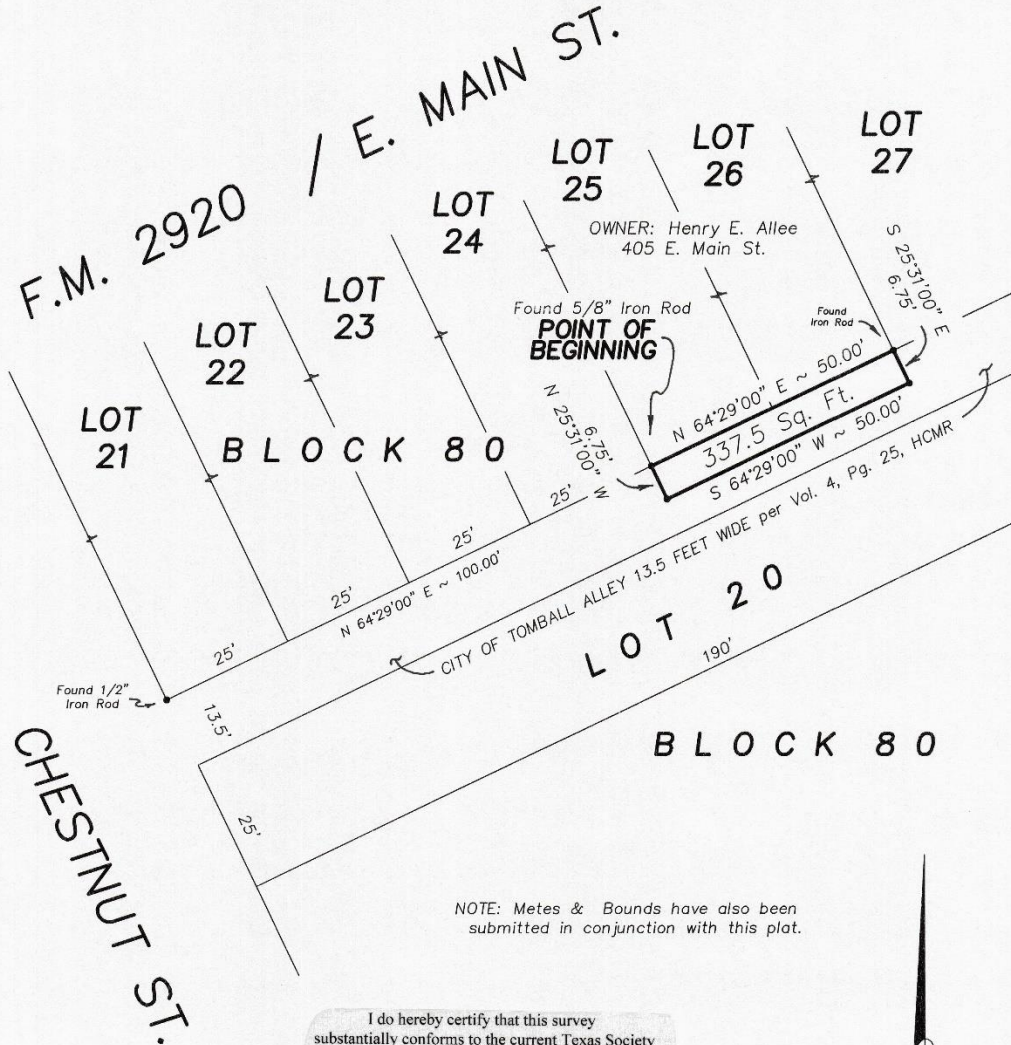 F.M. 2920 / E. MAIN ST.
LOT
21
LOT
22
LOT
23
LOT
24
LOT
25
LOT
26
LOT
27
OWNER: Henry E. Allee
405 E. Main St.
S 25°31'00" E
6.75'
Found 5/8" Iron Rod
POINT OF
BEGINNING
Found
Iron Rod
N 64°29'00" E ~ 50.00'
337.5 Sq. Ft.
S 64°29'00" W ~ 50.00'
6.75'
N 25°31'00" W
BLOCK 80
25'
25'
25'
25'
N 64°29'00" E ~ 100.00'
CITY OF TOMBALL ALLEY 13.5 FEET WIDE per Vol. 4, Pg. 25, HCMR
Found 1/2"
Iron Rod
13.5'
LOT 20
190'
25'
BLOCK 80
CHESTNUT ST.
NOTE: Metes & Bounds have also been
submitted in conjunction with this plat.
I do hereby certify that this survey
substantially conforms to the current Texas Society